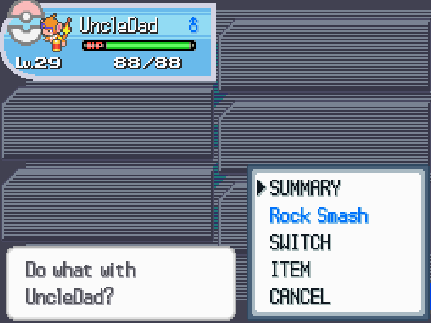 UncleDad ♂
HP
Lv.29 88/88
SUMMARY
Rock Smash
SWITCH
ITEM
CANCEL
Do what with
UncleDad?